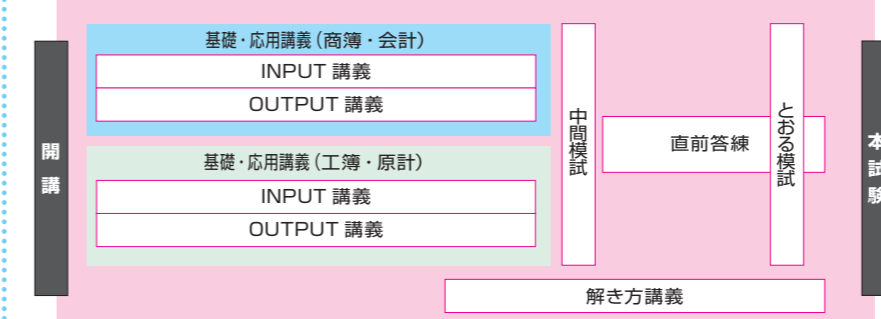 開講
基礎・応用講義（商簿・会計）
INPUT 講義
OUTPUT 講義
基礎・応用講義（工簿・原計）
INPUT 講義
OUTPUT 講義
中間模試
直前答練
とおる模試
解き方講義
本試験